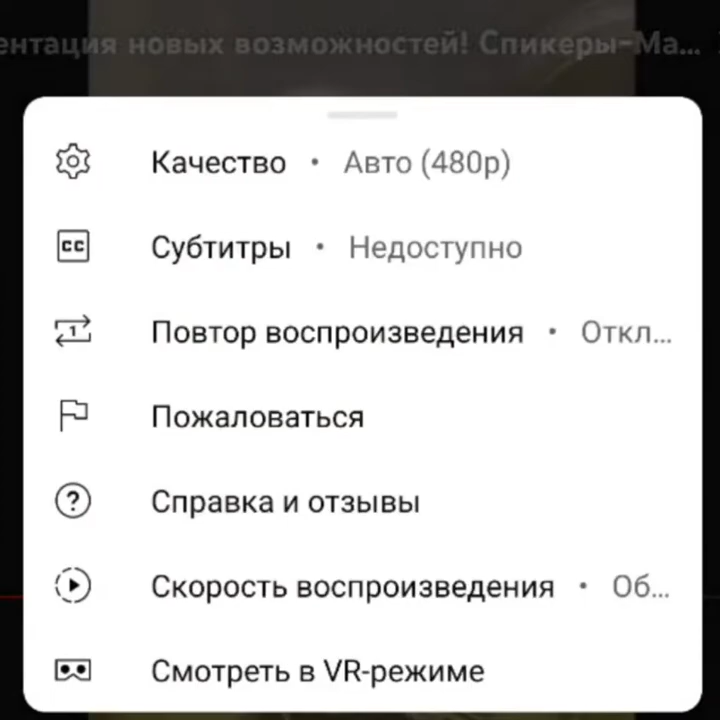 ентация новых возможностей! Спикеры-Ма...
Качество • Авто (480p)
CC Субтитры • Недоступно
1 Повтор воспроизведения • Откл...
Пожаловаться
? Справка и отзывы
Скорость воспроизведения • Об...
Смотреть в VR-режиме